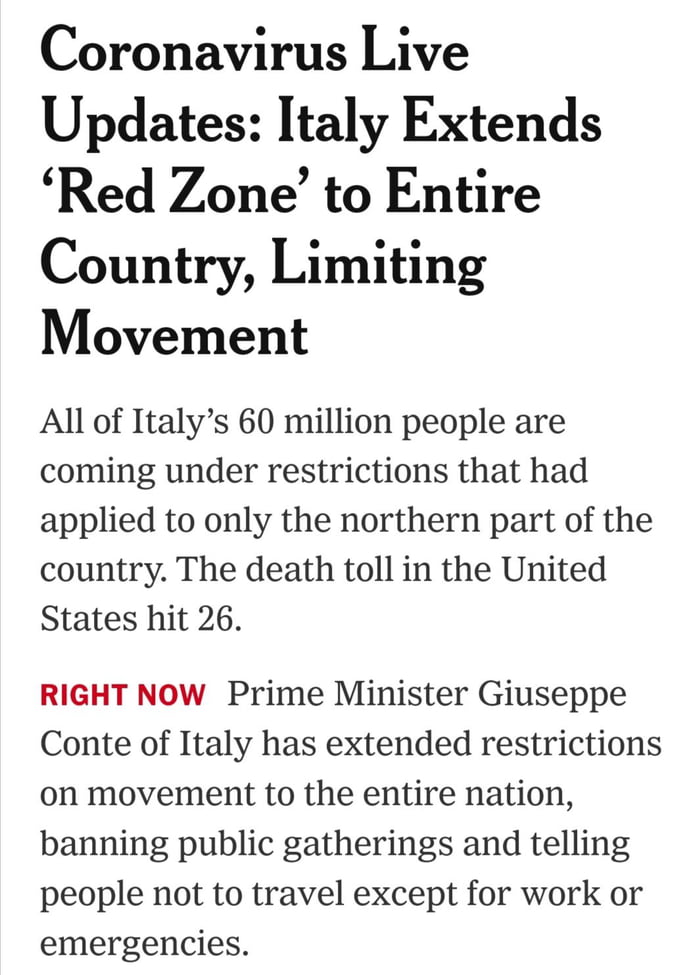 Coronavirus Live
Updates: Italy Extends
‘Red Zone’ to Entire
Country, Limiting
Movement
All of Italy’s 60 million people are
coming under restrictions that had
applied to only the northern part of the
country. The death toll in the United
States hit 26.
RIGHT NOW Prime Minister Giuseppe
Conte of Italy has extended restrictions
on movement to the entire nation,
banning public gatherings and telling
people not to travel except for work or
emergencies.